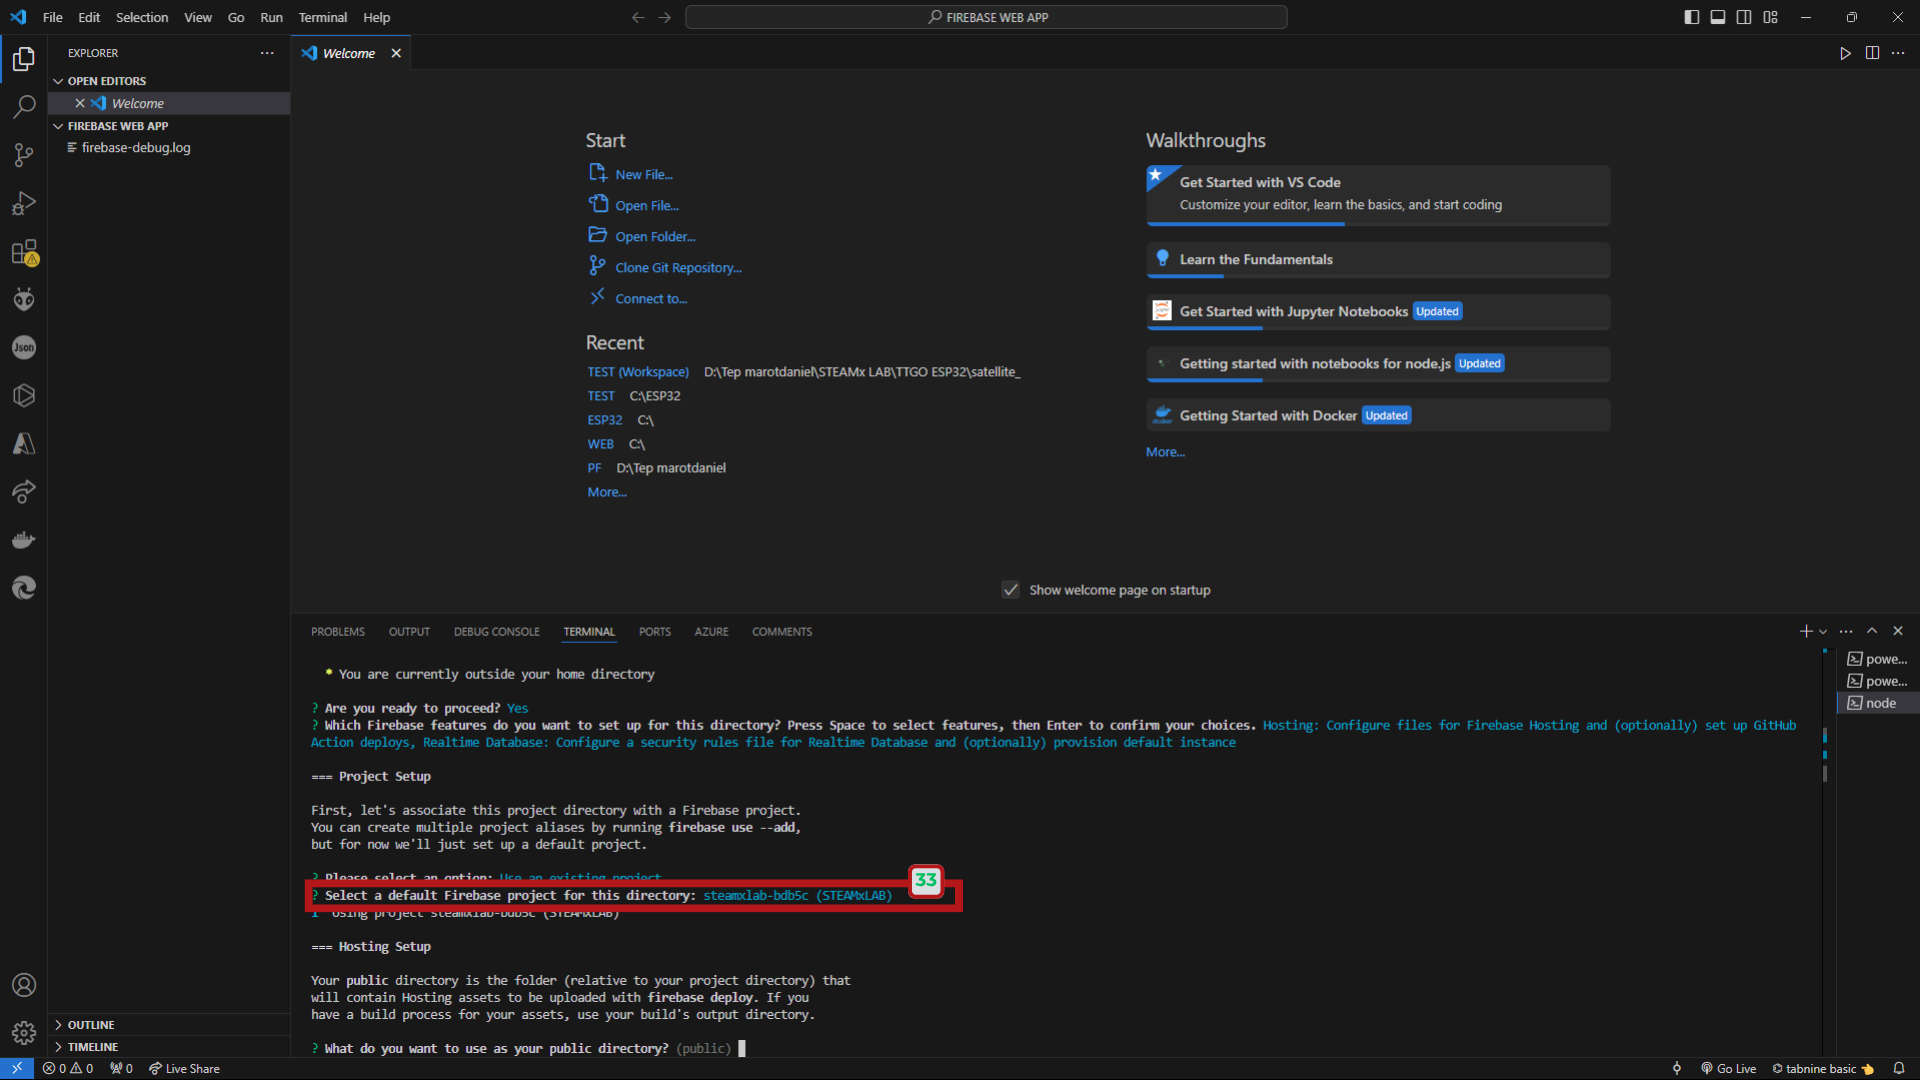 File Edit Selection View Go Run Terminal Help
FIREBASE WEB APP
EXPLORER
Welcome
OPEN EDITORS
Welcome
FIREBASE WEB APP
firebase-debug.log
Json
Start
New File...
Open File...
Open Folder...
Clone Git Repository...
Connect to...
Recent
TEST (Workspace) D:\Tep marotdaniel\STEAMx LAB\TTGO ESP32\satellite_
TEST C:\ESP32
ESP32 C:\
WEB C:\
PF D:\Tep marotdaniel
More...
Walkthroughs
Get Started with VS Code
Customize your editor, learn the basics, and start coding
Learn the Fundamentals
Get Started with Jupyter Notebooks Updated
Getting started with notebooks for node.js Updated
Getting Started with Docker Updated
More...
Show welcome page on startup
PROBLEMS OUTPUT DEBUG CONSOLE TERMINAL PORTS AZURE COMMENTS
powe...
powe...
node
* You are currently outside your home directory
? Are you ready to proceed? Yes
? Which Firebase features do you want to set up for this directory? Press Space to select features, then Enter to confirm your choices. Hosting: Configure files for Firebase Hosting and (optionally) set up GitHub
Action deploys, Realtime Database: Configure a security rules file for Realtime Database and (optionally) provision default instance
=== Project Setup
First, let's associate this project directory with a Firebase project.
You can create multiple project aliases by running firebase use --add,
but for now we'll just set up a default project.
? Please select an option: Use an existing project
33
? Select a default Firebase project for this directory: steamxlab-bdb5c (STEAMxLAB)
i Using project steamxlab-bdb5c (STEAMxLAB)
=== Hosting Setup
Your public directory is the folder (relative to your project directory) that
will contain Hosting assets to be uploaded with firebase deploy. If you
have a build process for your assets, use your build's output directory.
? What do you want to use as your public directory? (public)
OUTLINE
TIMELINE
0 0 0 Live Share
Go Live tabnine basic